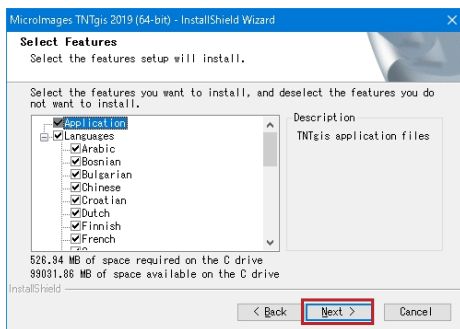 MicroImages TNTgis 2019 (64-bit) - InstallShield Wizard
Select Features
Select the features setup will install.
Select the features you want to install, and deselect the features you do
not want to install.
Application
Languages
Arabic
Bosnian
Bulgarian
Chinese
Croatian
Dutch
Finnish
French
Description
TNTgis application files
526.94 MB of space required on the C drive
99031.86 MB of space available on the C drive
InstallShield
< Back
Next >
Cancel